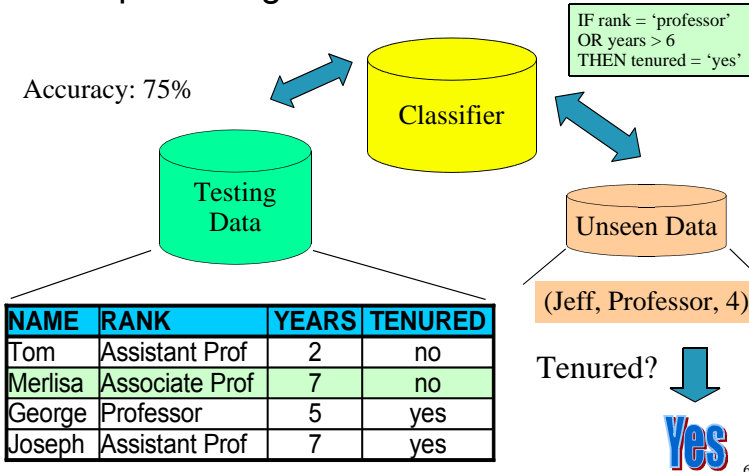 IF rank = ‘professor’
OR years > 6
THEN tenured = ‘yes’
Accuracy: 75%
Classifier
Testing
Data
Unseen Data
(Jeff, Professor, 4)
NAME RANK YEARS TENURED
Tom Assistant Prof 2 no
Merlisa Associate Prof 7 no
George Professor 5 yes
Joseph Assistant Prof 7 yes
Tenured?
Yes
6